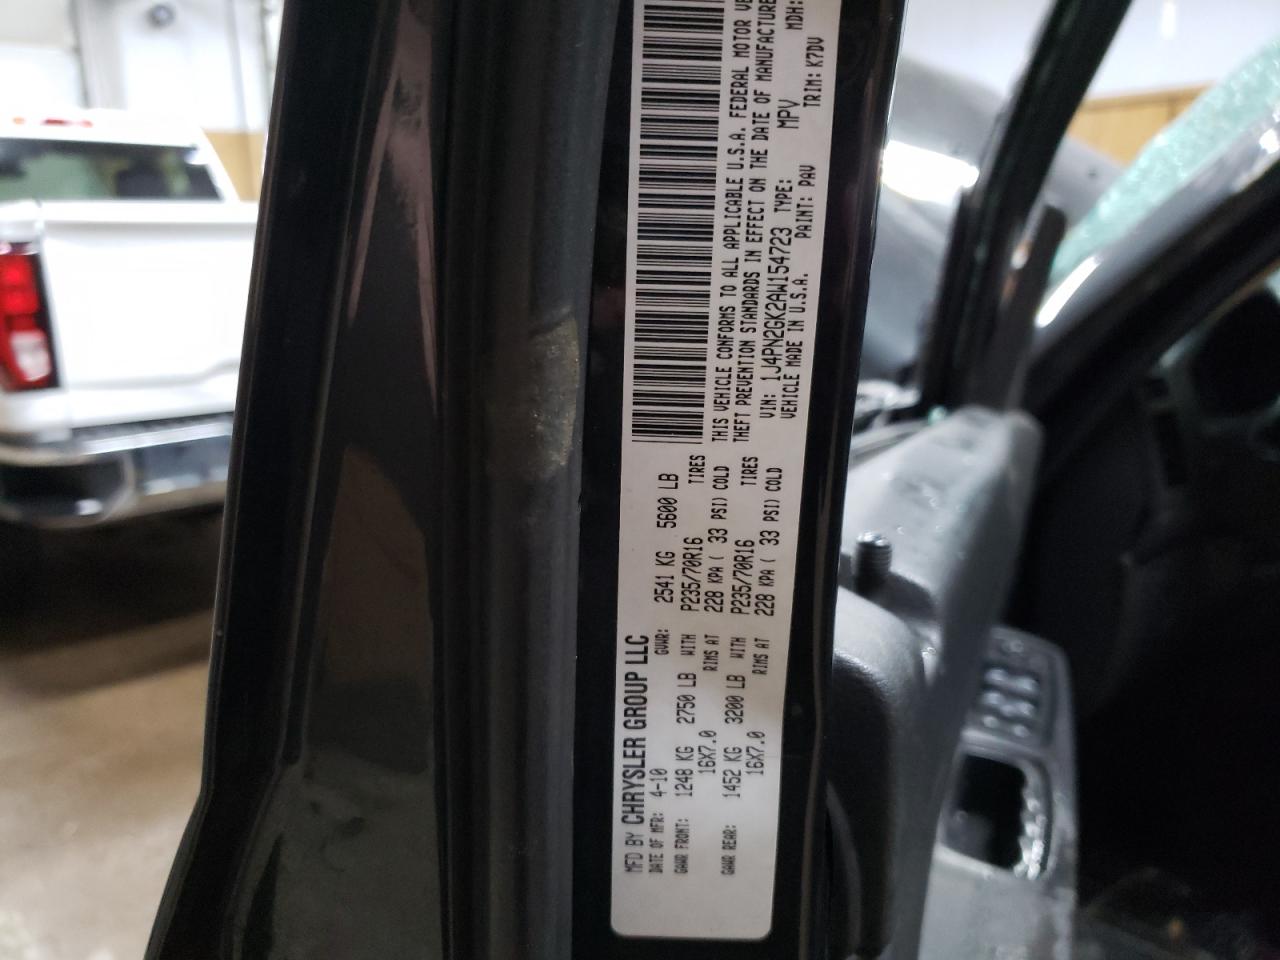 MFD BY CHRYSLER GROUP LLC
DATE OF MFR: 4-10 GVWR: 2541 KG 5600 LB
GAWR FRONT: 1248 KG 2750 LB WITH P235/70R16 TIRES
16X7.0 RIMS AT 228 KPA ( 33 PSI) COLD
GAWR REAR: 1452 KG 3200 LB WITH P235/70R16 TIRES
16X7.0 RIMS AT 228 KPA ( 33 PSI) COLD
THIS VEHICLE CONFORMS TO ALL APPLICABLE U.S.A. FEDERAL MOTOR VE
THEFT PREVENTION STANDARDS IN EFFECT ON THE DATE OF MANUFACTURE
VIN: 1J4PN2GK2AW154723 TYPE: MPV MDH:
VEHICLE MADE IN U.S.A. PAINT: PAV TRIM: K7DV